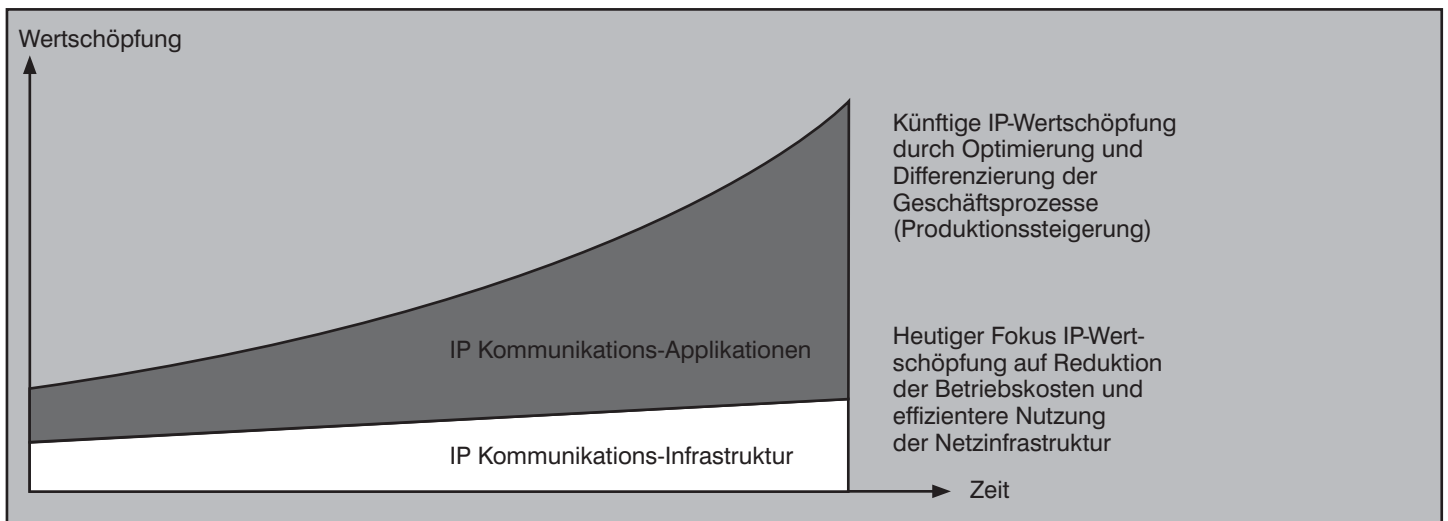 Wertschöpfung
Künftige IP-Wertschöpfung
durch Optimierung und
Differenzierung der
Geschäftsprozesse
(Produktionssteigerung)
IP Kommunikations-Applikationen
Heutiger Fokus IP-Wert-
schöpfung auf Reduktion
der Betriebskosten und
effizientere Nutzung
der Netzinfrastruktur
IP Kommunikations-Infrastruktur
Zeit